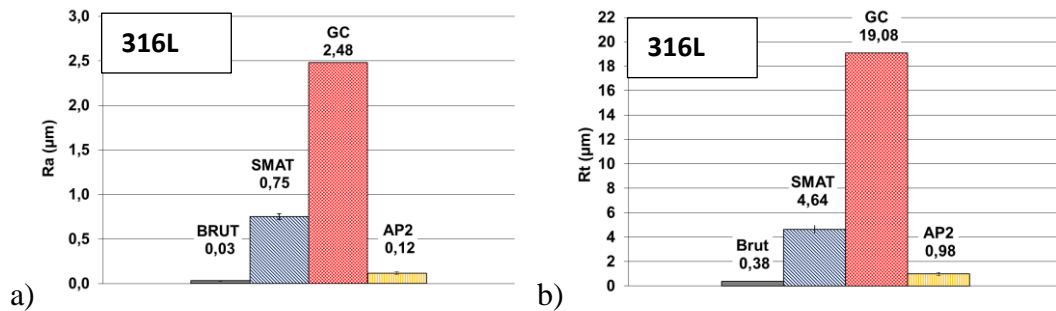 a)
316L
Ra (µm)
3,0
2,5
2,0
1,5
1,0
0,5
0,0
BRUT
0,03
SMAT
0,75
GC
2,48
AP2
0,12
b)
316L
Rt (µm)
22
20
18
16
14
12
10
8
6
4
2
0
Brut
0,38
SMAT
4,64
GC
19,08
AP2
0,98